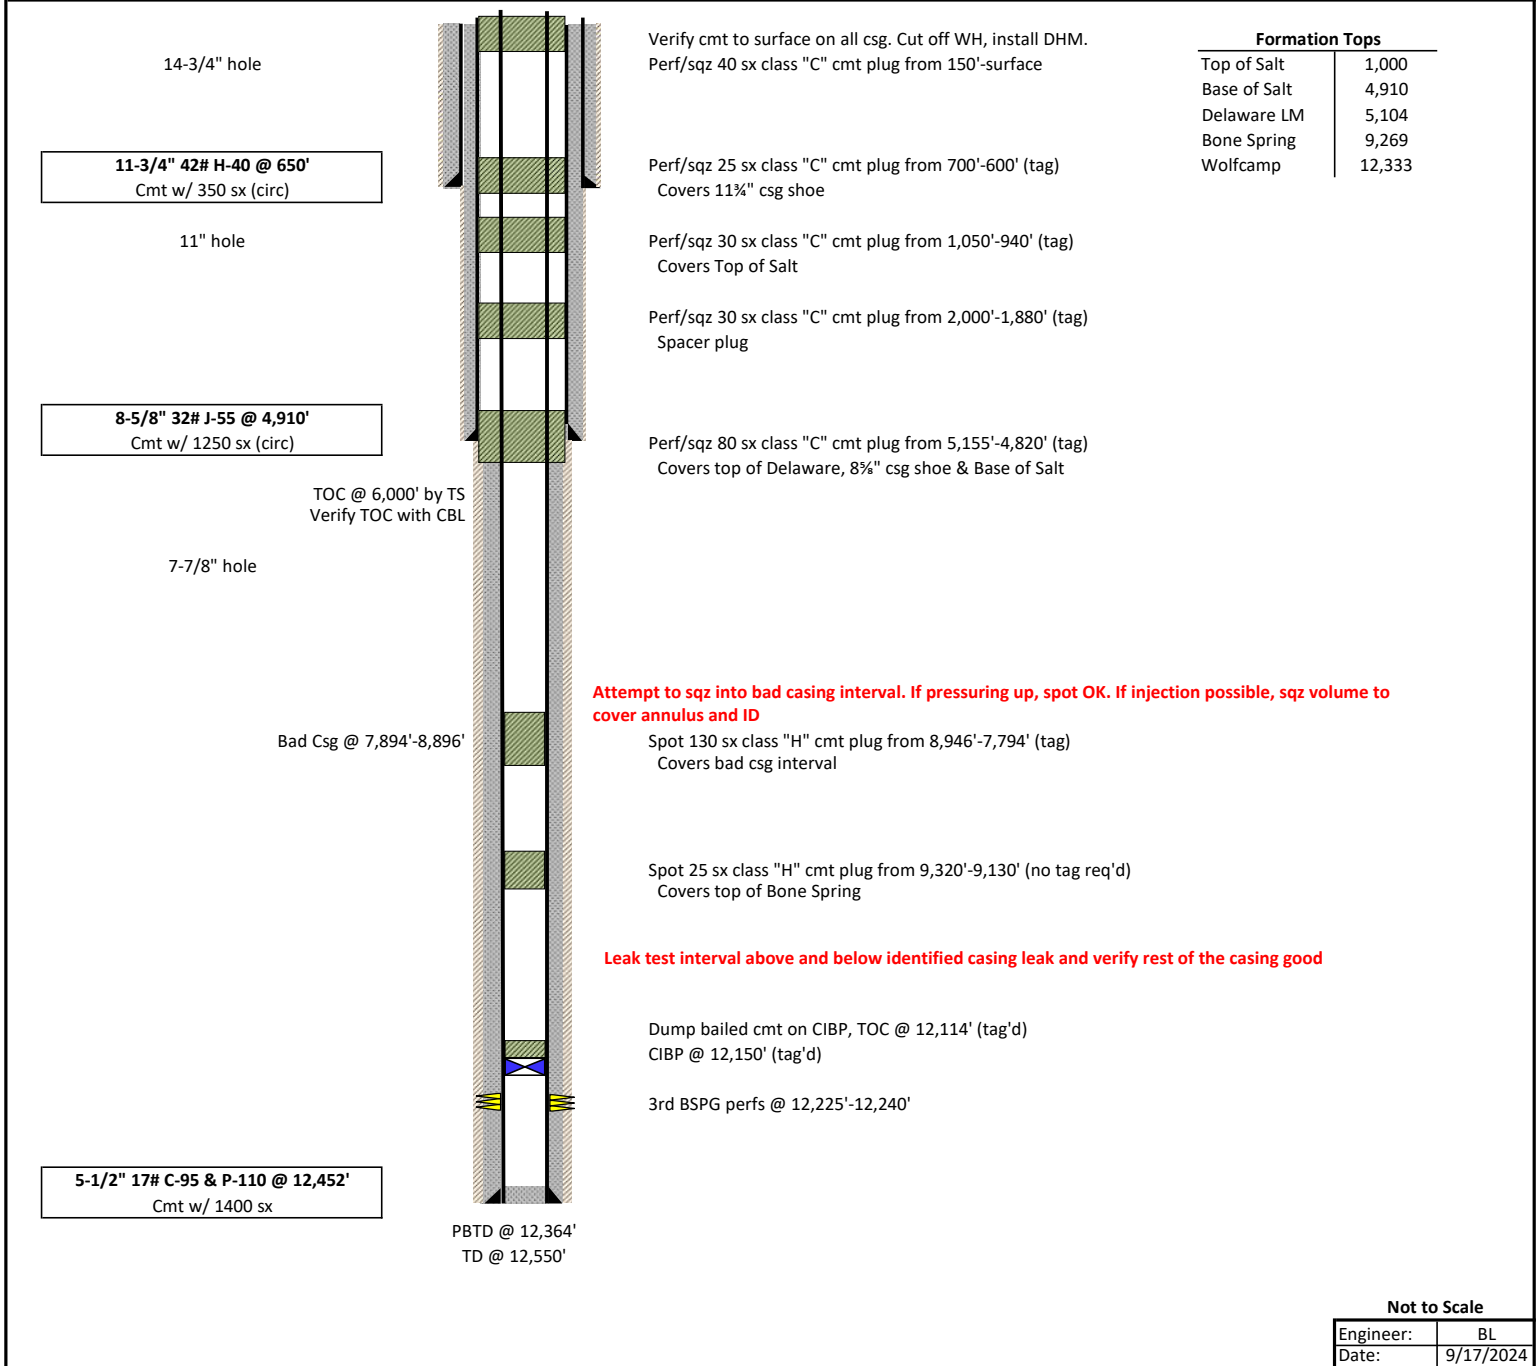 Verify cmt to surface on all csg. Cut off WH, install DHM.
14-3/4" hole
Perf/sqz 40 sx class "C" cmt plug from 150'-surface
Formation Tops
Top of Salt 1,000
Base of Salt 4,910
Delaware LM 5,104
Bone Spring 9,269
Wolfcamp 12,333
11-3/4" 42# H-40 @ 650'
Cmt w/ 350 sx (circ)
Perf/sqz 25 sx class "C" cmt plug from 700'-600' (tag)
Covers 11¾" csg shoe
11" hole
Perf/sqz 30 sx class "C" cmt plug from 1,050'-940' (tag)
Covers Top of Salt
Perf/sqz 30 sx class "C" cmt plug from 2,000'-1,880' (tag)
Spacer plug
8-5/8" 32# J-55 @ 4,910'
Cmt w/ 1250 sx (circ)
Perf/sqz 80 sx class "C" cmt plug from 5,155'-4,820' (tag)
Covers top of Delaware, 8⅝" csg shoe & Base of Salt
TOC @ 6,000' by TS
Verify TOC with CBL
7-7/8" hole
Attempt to sqz into bad casing interval. If pressuring up, spot OK. If injection possible, sqz volume to
cover annulus and ID
Bad Csg @ 7,894'-8,896'
Spot 130 sx class "H" cmt plug from 8,946'-7,794' (tag)
Covers bad csg interval
Spot 25 sx class "H" cmt plug from 9,320'-9,130' (no tag req'd)
Covers top of Bone Spring
Leak test interval above and below identified casing leak and verify rest of the casing good
Dump bailed cmt on CIBP, TOC @ 12,114' (tag'd)
CIBP @ 12,150' (tag'd)
3rd BSPG perfs @ 12,225'-12,240'
5-1/2" 17# C-95 & P-110 @ 12,452'
Cmt w/ 1400 sx
PBTD @ 12,364'
TD @ 12,550'
Not to Scale
Engineer: BL
Date: 9/17/2024